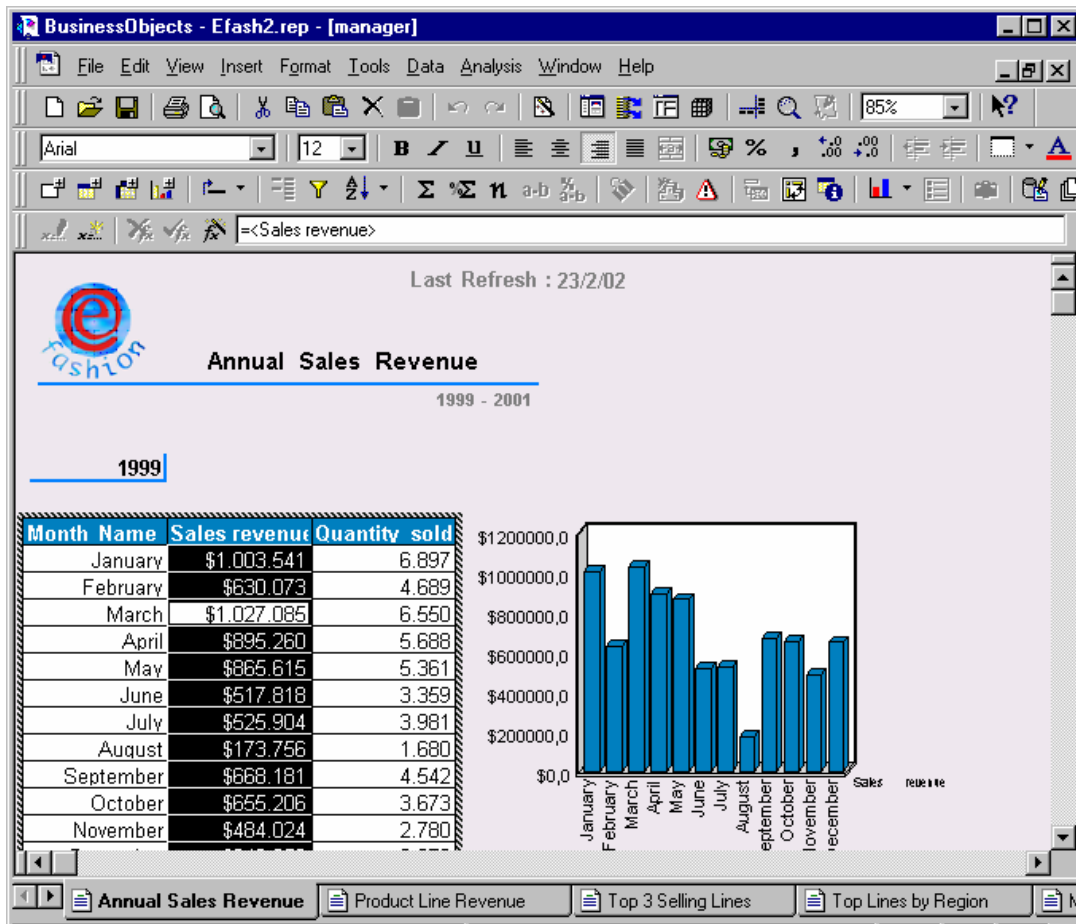 BusinessObjects - Efash2.rep - [manager]
File Edit View Insert Format Tools Data Analysis Window Help
85%
Arial 12 B I U % ,
a-b
=<Sales revenue>
Last Refresh : 23/2/02
e fashion
Annual Sales Revenue
1999 - 2001
1999
Month Name Sales revenue Quantity sold
January $1.003.541 6.897
February $630.073 4.689
March $1.027.085 6.550
April $895.260 5.688
May $865.615 5.361
June $517.818 3.359
July $525.904 3.981
August $173.756 1.680
September $668.181 4.542
October $655.206 3.673
November $484.024 2.780
$1200000,0
$1000000,0
$800000,0
$600000,0
$400000,0
$200000,0
$0,0
January
February
March
April
May
June
July
August
eptember
October
lovember
ecember
Sales revenue
Annual Sales Revenue Product Line Revenue Top 3 Selling Lines Top Lines by Region